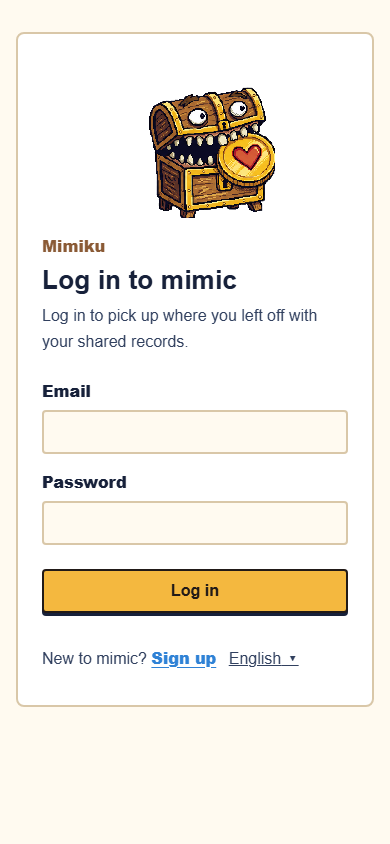 Mimiku
Log in to mimic
Log in to pick up where you left off with
your shared records.
Email
Password
Log in
New to mimic? Sign up English ▼